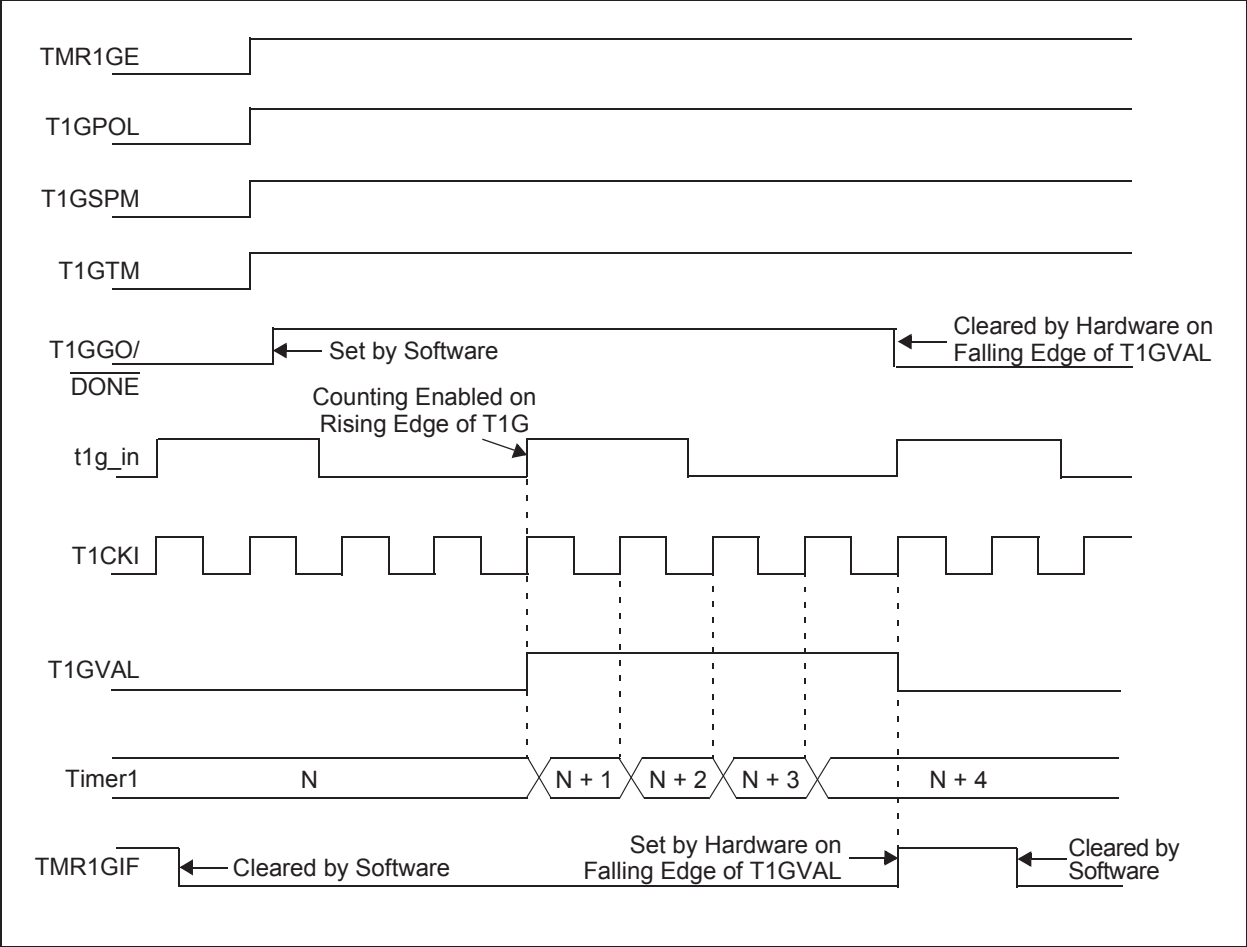 TMR1GE
T1GPOL
T1GSPM
T1GTM
T1GGO/
DONE
Set by Software
Cleared by Hardware on
Falling Edge of T1GVAL
Counting Enabled on
Rising Edge of T1G
t1g_in
T1CKI
T1GVAL
Timer1
N
N + 1
N + 2
N + 3
N + 4
TMR1GIF
Cleared by Software
Set by Hardware on
Falling Edge of T1GVAL
Cleared by
Software